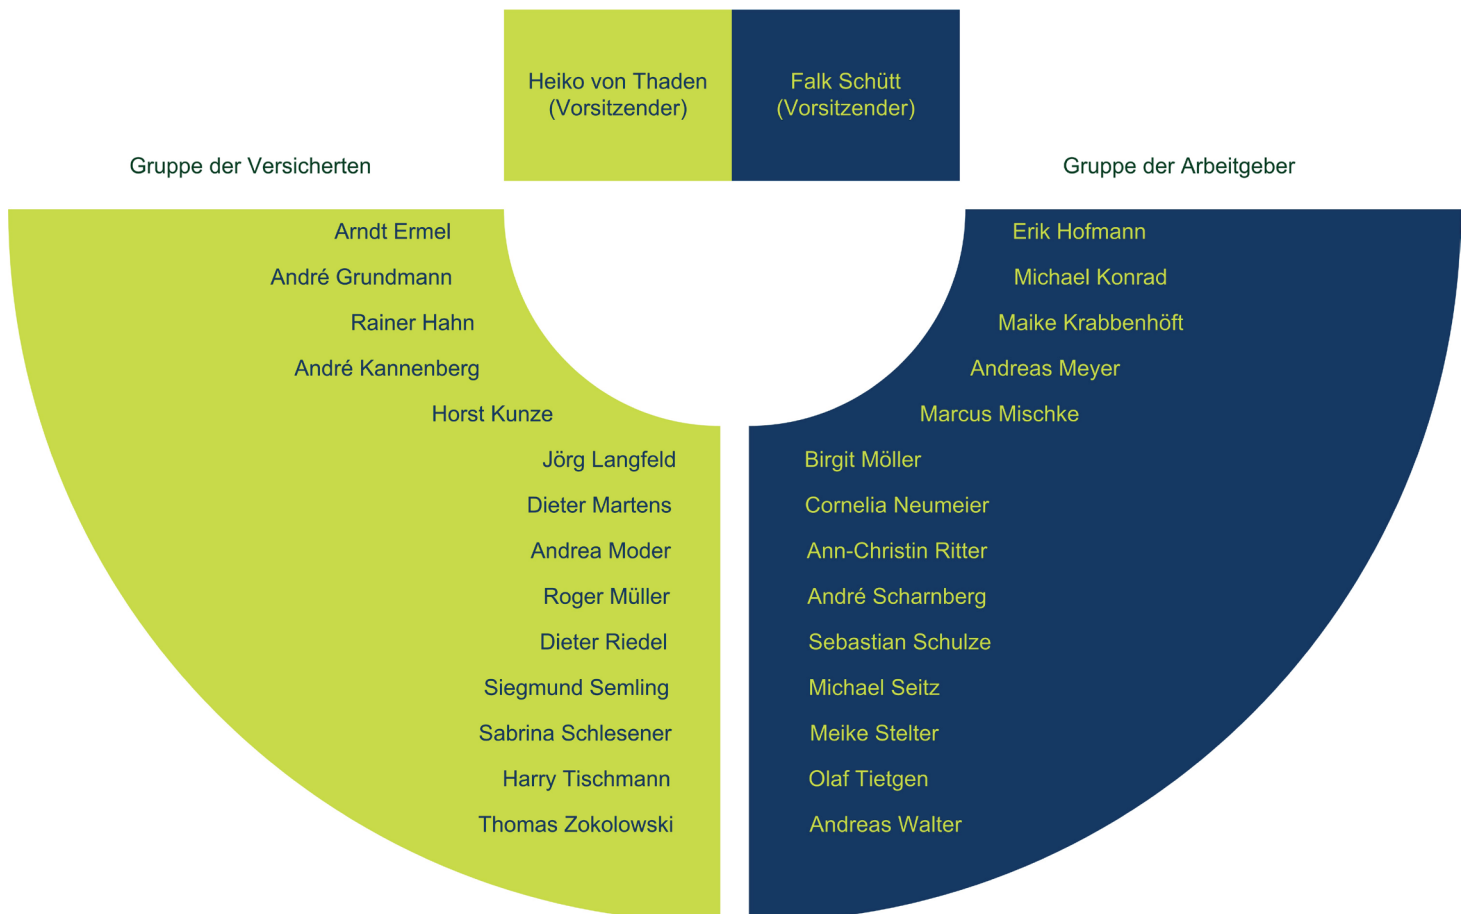 Heiko von Thaden
(Vorsitzender)
Falk Schütt
(Vorsitzender)
Gruppe der Versicherten
Gruppe der Arbeitgeber
Arndt Ermel
André Grundmann
Rainer Hahn
André Kannenberg
Horst Kunze
Jörg Langfeld
Dieter Martens
Andrea Moder
Roger Müller
Dieter Riedel
Siegmund Semling
Sabrina Schlesener
Harry Tischmann
Thomas Zokolowski
Erik Hofmann
Michael Konrad
Maike Krabbenhöft
Andreas Meyer
Marcus Mischke
Birgit Möller
Cornelia Neumeier
Ann-Christin Ritter
André Scharnberg
Sebastian Schulze
Michael Seitz
Meike Stelter
Olaf Tietgen
Andreas Walter